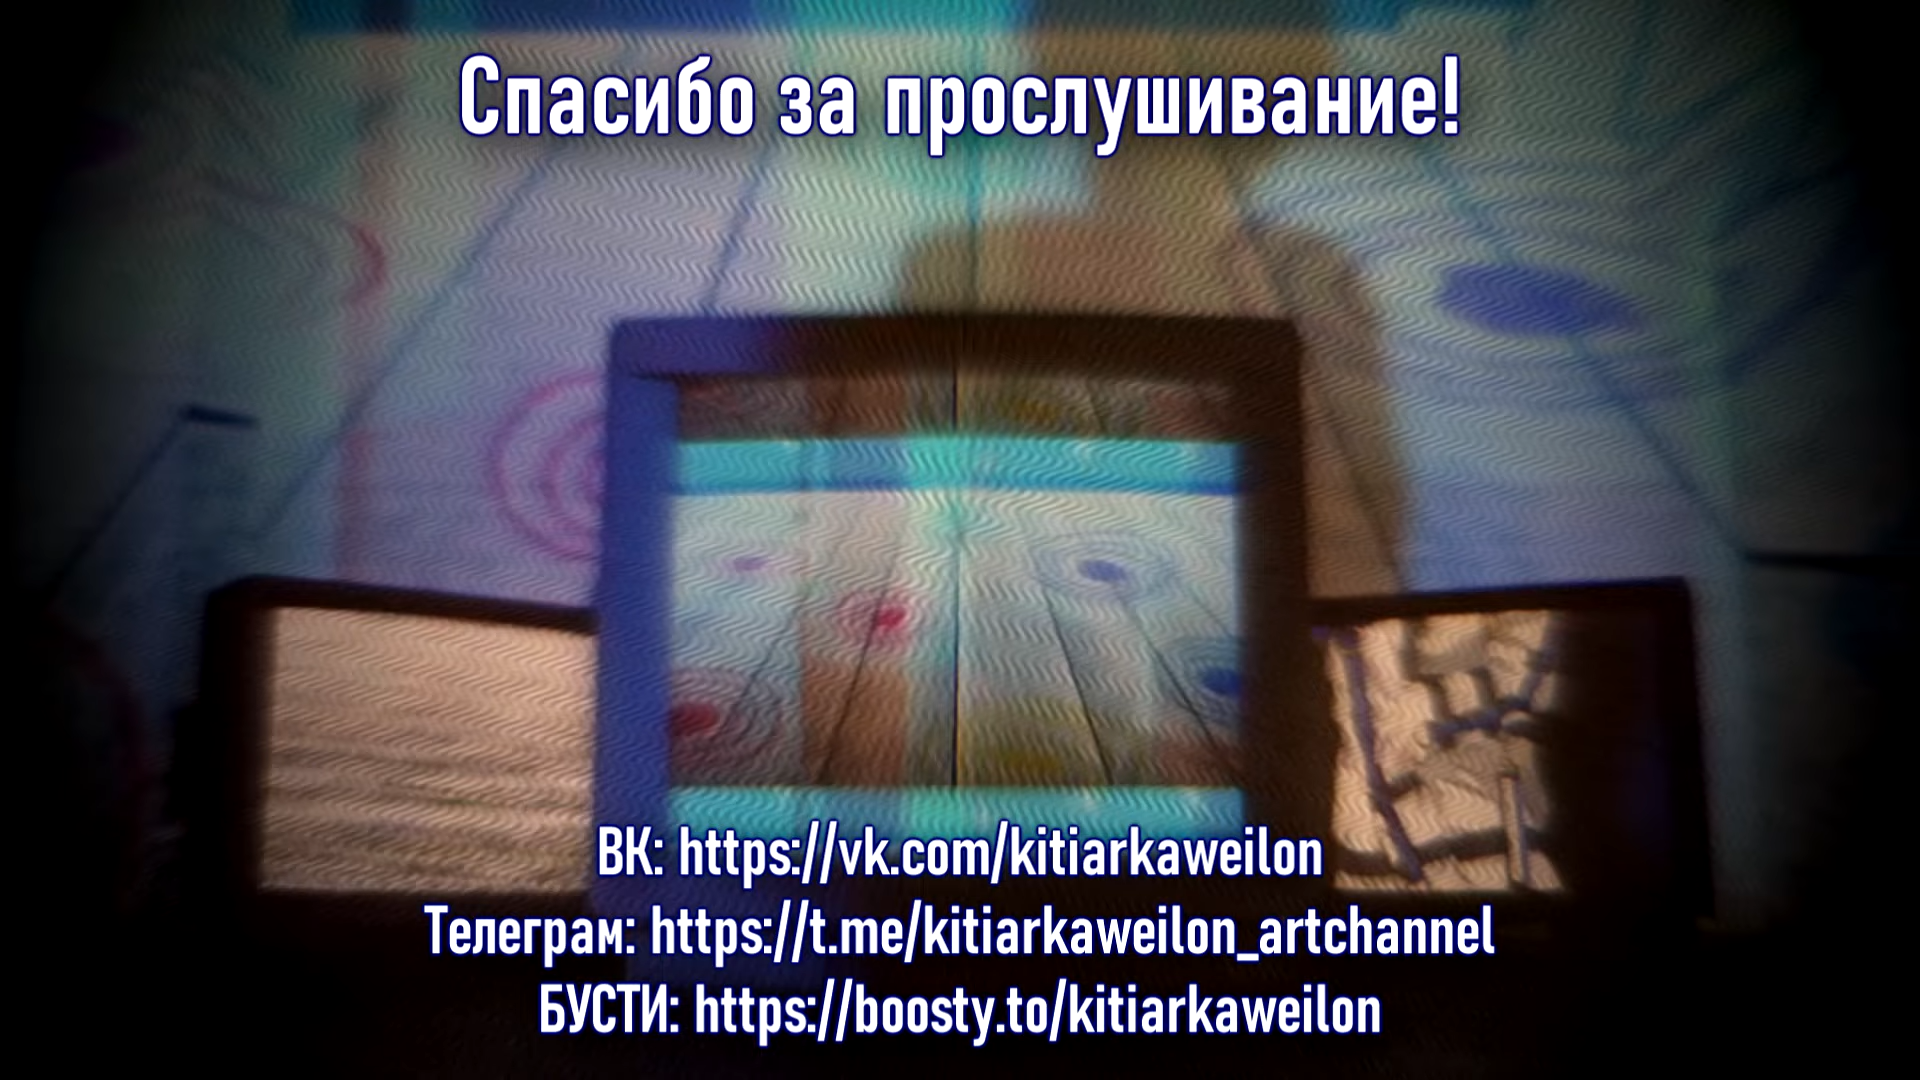 Спасибо за прослушивание!
ВК: https://vk.com/kitiarkaweilon
Телеграм: https://t.me/kitiarkaweilon_artchannel
БУСТИ: https://boosty.to/kitiarkaweilon